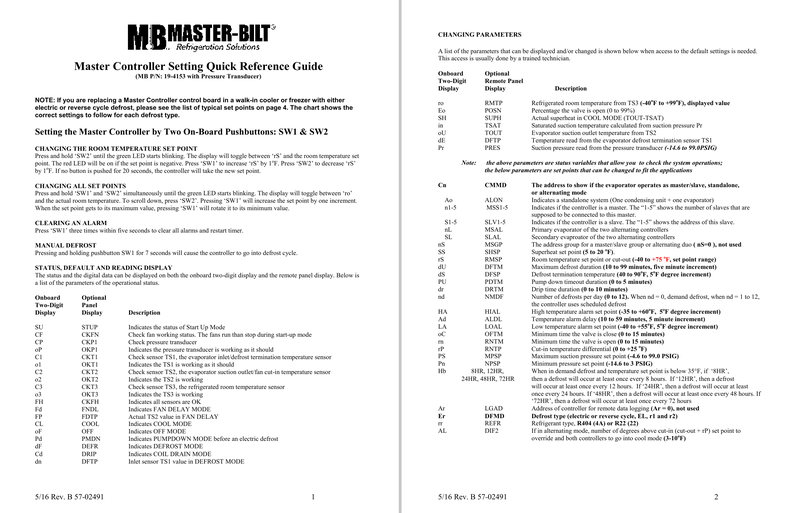 MB MASTER-BILT
Refrigeration Solutions
Master Controller Setting Quick Reference Guide
(MB P/N: 19-4153 with Pressure Transducer)
NOTE: If you are replacing a Master Controller control board in a walk-in cooler or freezer with either
electric or reverse cycle defrost, please see the list of typical set points on page 4. The chart shows the
correct settings to follow for each defrost type.
Setting the Master Controller by Two On-Board Pushbuttons: SW1 & SW2
CHANGING THE ROOM TEMPERATURE SET POINT
Press and hold ‘SW2’ until the green LED starts blinking. The display will toggle between ‘rS’ and the room temperature set
point. The red LED will be on if the set point is negative. Press ‘SW1’ to increase ‘rS’ by 1°F. Press ‘SW2’ to decrease ‘rS’
by 1°F. If no button is pushed for 20 seconds, the controller will take the new set point.
CHANGING ALL SET POINTS
Press and hold ‘SW1’ and ‘SW2’ simultaneously until the green LED starts blinking. The display will toggle between ‘ro’
and the actual room temperature. To scroll down, press ‘SW2’. Pressing ‘SW1’ will increase the set point by one increment.
When the set point gets to its maximum value, pressing ‘SW1’ will rotate it to its minimum value.
CLEARING AN ALARM
Press ‘SW1’ three times within five seconds to clear all alarms and restart timer.
MANUAL DEFROST
Pressing and holding pushbutton SW1 for 7 seconds will cause the controller to go into defrost cycle.
STATUS, DEFAULT AND READING DISPLAY
The status and the digital data can be displayed on both the onboard two-digit display and the remote panel display. Below is
a list of the parameters of the operational status.
Onboard Optional
Two-Digit Panel
Display Display Description
SU STUP Indicates the status of Start Up Mode
CF CKFN Check fan working status. The fans run then stop during start-up mode
CP CKP1 Check pressure transducer
oP OKP1 Indicates the pressure transducer is working as it should
C1 CKT1 Check sensor TS1, the evaporator inlet/defrost termination temperature sensor
o1 OKT1 Indicates the TS1 is working as it should
C2 CKT2 Check sensor TS2, the evaporator suction outlet/fan cut-in temperature sensor
o2 OKT2 Indicates the TS2 is working
C3 CKT3 Check sensor TS3, the refrigerated room temperature sensor
o3 OKT3 Indicates the TS3 is working
FH CKFH Indicates all sensors are OK
Fd FNDL Indicates FAN DELAY MODE
FP FDTP Actual TS2 value in FAN DELAY
CL COOL Indicates COOL MODE
oF OFF Indicates OFF MODE
Pd PMDN Indicates PUMPDOWN MODE before an electric defrost
dF DEFR Indicates DEFROST MODE
Cd DRIP Indicates COIL DRAIN MODE
dn DFTP Inlet sensor TS1 value in DEFROST MODE
5/16 Rev. B 57-02491 1
CHANGING PARAMETERS
A list of the parameters that can be displayed and/or changed is shown below when access to the default settings is needed.
This access is usually done by a trained technician.
Onboard Optional
Two-Digit Remote Panel
Display Display Description
ro RMTP Refrigerated room temperature from TS3 (-40°F to +99°F), displayed value
Eo POSN Percentage the valve is open (0 to 99%)
SH SUPH Actual superheat in COOL MODE (TOUT-TSAT)
in TSAT Saturated suction temperature calculated from suction pressure Pr
oU TOUT Evaporator suction outlet temperature from TS2
dE DFTP Temperature read from the evaporator defrost termination sensor TS1
Pr PRES Suction pressure read from the pressure transducer (-14.6 to 99.0PSIG)
Note: the above parameters are status variables that allow you to check the system operations;
the below parameters are set points that can be changed to fit the applications
Cn CMMD The address to show if the evaporator operates as master/slave, standalone,
or alternating mode
Ao ALON Indicates a standalone system (One condensing unit + one evaporator)
n1-5 MSS1-5 Indicates if the controller is a master. The “1-5” shows the number of slaves that are
supposed to be connected to this master.
S1-5 SLV1-5 Indicates if the controller is a slave. The “1-5” shows the address of this slave.
nL MSAL Primary evaporator of the two alternating controllers
SL SLAL Secondary evaporator of the two alternating controllers
nS MSGP The address group for a master/slave group or alternating duo ( nS=0 ), not used
SS SHSP Superheat set point (5 to 20 °F).
rS RMSP Room temperature set point or cut-out (-40 to +75 °F, set point range)
dU DFTM Maximum defrost duration (10 to 99 minutes, five minute increment)
dS DFSP Defrost termination temperature (40 to 90°F, 5°F degree increment)
PU PDTM Pump down timeout duration (0 to 5 minutes)
dr DRTM Drip time duration (0 to 10 minutes)
nd NMDF Number of defrosts per day (0 to 12). When nd = 0, demand defrost, when nd = 1 to 12,
the controller uses scheduled defrost
HA HIAL High temperature alarm set point (-35 to +60°F, 5°F degree increment)
Ad ALDL Temperature alarm delay (10 to 59 minutes, 5 minute increment)
LA LOAL Low temperature alarm set point (-40 to +55°F, 5°F degree increment)
oC OFTM Minimum time the valve is close (0 to 15 minutes)
rn RNTM Minimum time the valve is open (0 to 15 minutes)
rP RNTP Cut-in temperature differential (0 to +25 °F)
PS MPSP Maximum suction pressure set point (-4.6 to 99.0 PSIG)
Pn NPSP Minimum suction pressure set point (-14.6 to 3 PSIG)
Hb 8HR, 12HR, When in demand defrost and temperature set point is below 35°F, if ‘8HR’,
24HR, 48HR, 72HR then a defrost will occur at least once every 8 hours. If ‘12HR’, then a defrost
will occur at least once every 12 hours. If ‘24HR’, then a defrost will occur at least
once every 24 hours. If ‘48HR’, then a defrost will occur at least once every 48 hours. If
‘72HR’, then a defrost will occur at least once every 72 hours
Ar LGAD Address of controller for remote data logging (Ar = 0), not used
Er DFMD Defrost type (electric or reverse cycle, EL, r1 and r2)
rr REFR Refrigerant type, R404 (4A) or R22 (22)
AL DIF2 If in alternating mode, number of degrees above cut-in (cut-out + rP) set point to
override and both controllers to go into cool mode (3-10°F)
5/16 Rev. B 57-02491 2